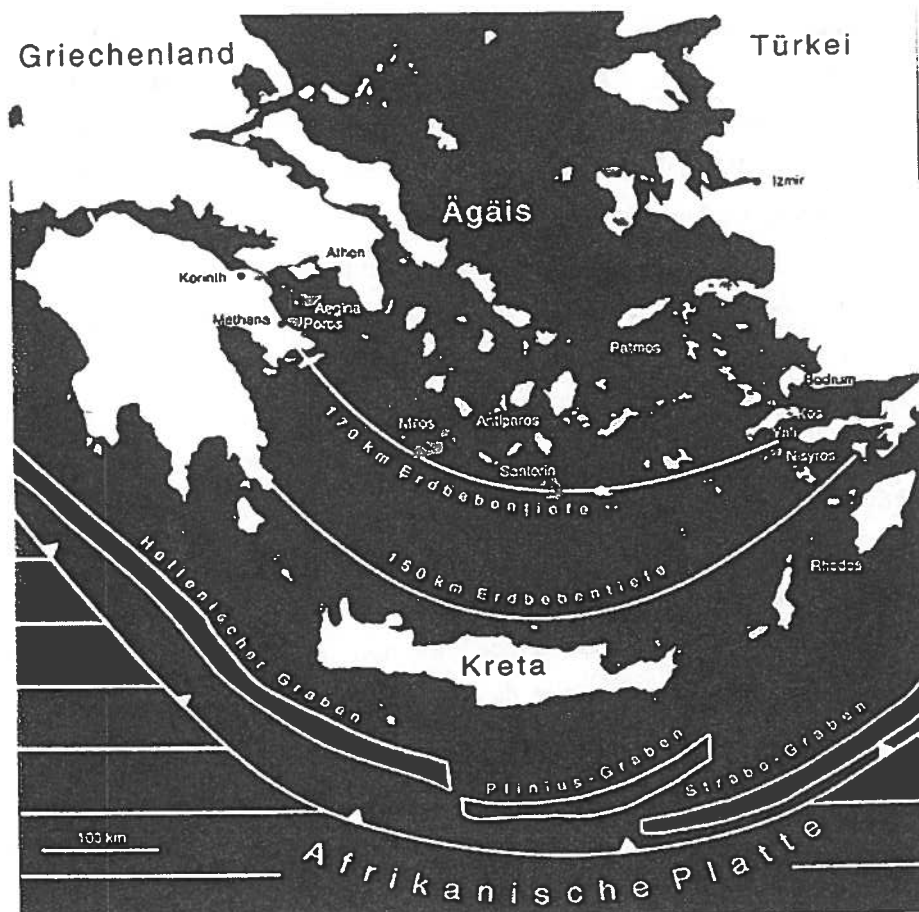 Griechenland
Türkei
Izmir
Ägäis
Athen
Korinth
Aegina
Methana
Poros
Patmos
Bodrum
Kos
Milos
Antiparos
Yali
Nisyros
Santorin
170 km Erdbebentiefe
Rhodos
150 km Erdbebentiefe
Hellenischer Graben
Kreta
Plinius-Graben
Strabo-Graben
100 km
Afrikanische Platte